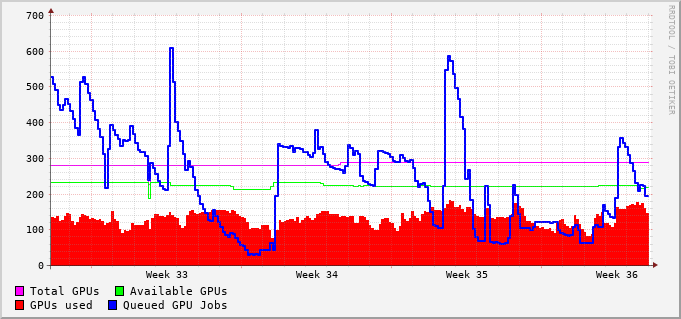 700
600
500
400
300
200
100
0
Week 33 Week 34 Week 35 Week 36
Total GPUs Available GPUs
GPUs used Queued GPU Jobs
RRDTOOL / TOBI OETIKER